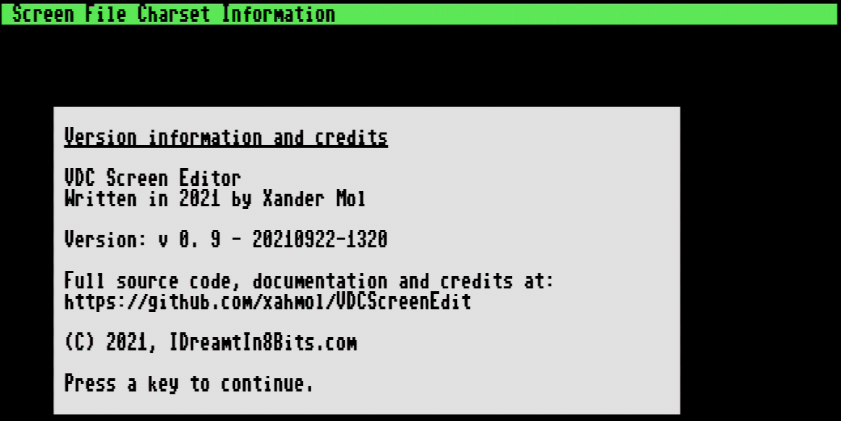 Screen File Charset Information
Version information and credits
VDC Screen Editor
Written in 2021 by Xander Mol
Version: v 0. 9 - 20210922-1320
Full source code, documentation and credits at:
https://github.com/xahmol/VDCScreenEdit
(C) 2021, IDreamtIn8Bits.com
Press a key to continue.